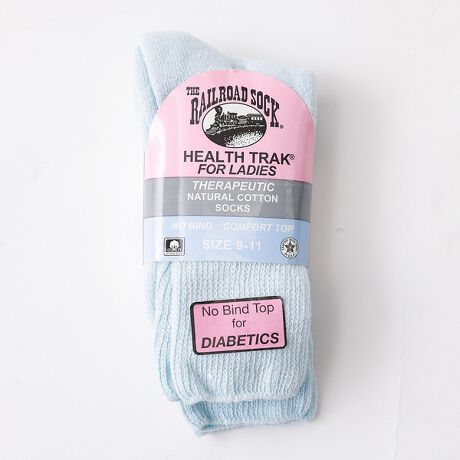 THE
RAILROAD SOCK®
HEALTH TRAK®
FOR LADIES
THERAPEUTIC
NATURAL COTTON
SOCKS
NO BIND COMFORT TOP
SIZE 9-11
No Bind Top
for
DIABETICS